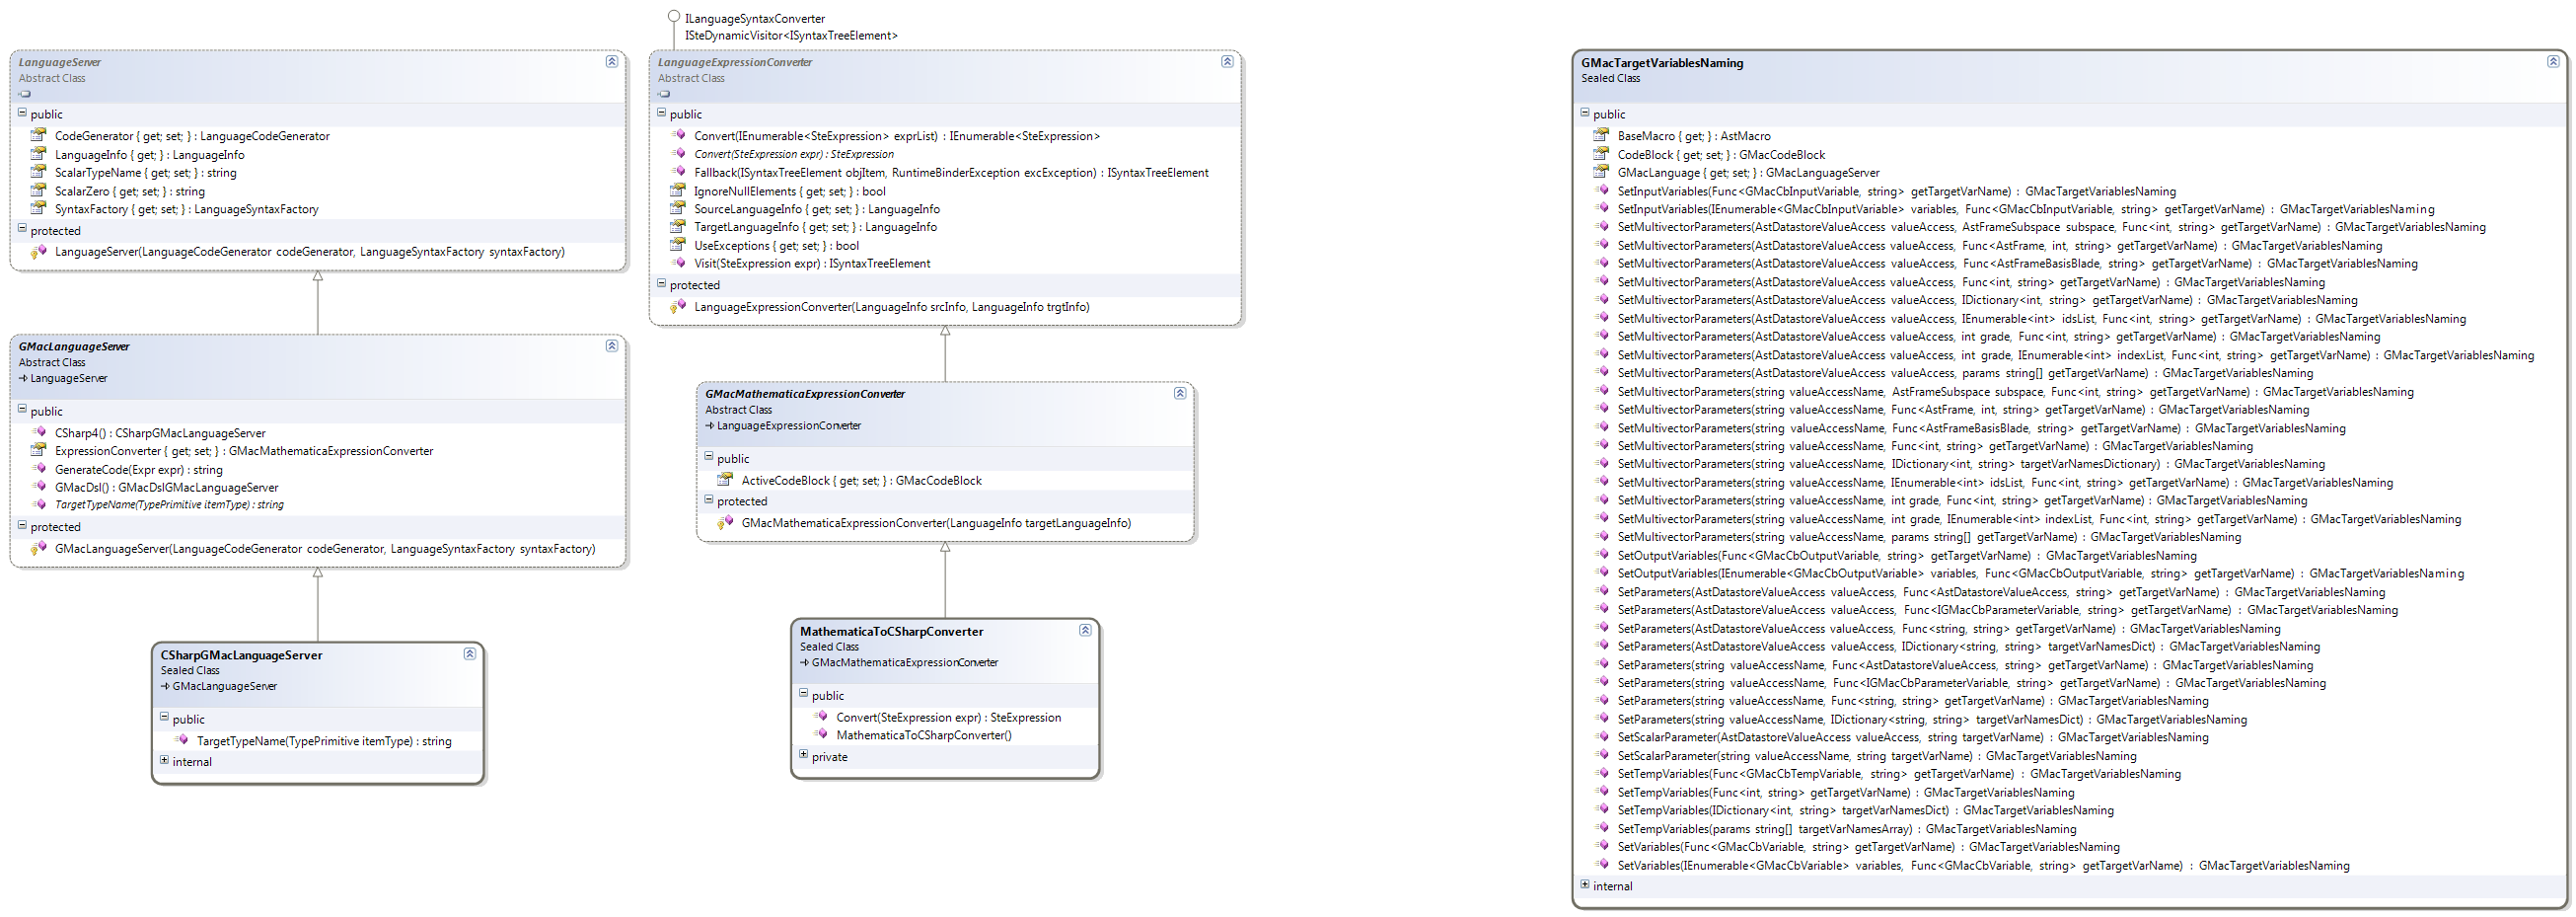 LanguageServer
Abstract Class
public
CodeGenerator { get; set; } : LanguageCodeGenerator
LanguageInfo { get; } : LanguageInfo
ScalarTypeName { get; set; } : string
ScalarZero { get; set; } : string
SyntaxFactory { get; set; } : LanguageSyntaxFactory
protected
LanguageServer(LanguageCodeGenerator codeGenerator, LanguageSyntaxFactory syntaxFactory)
GMacLanguageServer
Abstract Class
LanguageServer
public
CSharp4() : CSharpGMacLanguageServer
ExpressionConverter { get; set; } : GMacMathematicaExpressionConverter
GenerateCode(Expr expr) : string
GMacDsl() : GMacDslGMacLanguageServer
TargetTypeName(TypePrimitive itemType) : string
protected
GMacLanguageServer(LanguageCodeGenerator codeGenerator, LanguageSyntaxFactory syntaxFactory)
CSharpGMacLanguageServer
Sealed Class
GMacLanguageServer
public
TargetTypeName(TypePrimitive itemType) : string
internal
ILanguageSyntaxConverter
ISteDynamicVisitor<ISyntaxTreeElement>
LanguageExpressionConverter
Abstract Class
public
Convert(IEnumerable<SteExpression> exprList) : IEnumerable<SteExpression>
Convert(SteExpression expr) : SteExpression
Fallback(ISyntaxTreeElement objItem, RuntimeBinderException excException) : ISyntaxTreeElement
IgnoreNullElements { get; set; } : bool
SourceLanguageInfo { get; set; } : LanguageInfo
TargetLanguageInfo { get; set; } : LanguageInfo
UseExceptions { get; set; } : bool
Visit(SteExpression expr) : ISyntaxTreeElement
protected
LanguageExpressionConverter(LanguageInfo srcInfo, LanguageInfo trgtInfo)
GMacMathematicaExpressionConverter
Abstract Class
LanguageExpressionConverter
public
ActiveCodeBlock { get; set; } : GMacCodeBlock
protected
GMacMathematicaExpressionConverter(LanguageInfo targetLanguageInfo)
MathematicaToCSharpConverter
Sealed Class
GMacMathematicaExpressionConverter
public
Convert(SteExpression expr) : SteExpression
MathematicaToCSharpConverter()
private
GMacTargetVariablesNaming
Sealed Class
public
BaseMacro { get; } : AstMacro
CodeBlock { get; set; } : GMacCodeBlock
GMacLanguage { get; set; } : GMacLanguageServer
SetInputVariables(Func<GMacCbInputVariable, string> getTargetVarName) : GMacTargetVariablesNaming
SetInputVariables(IEnumerable<GMacCbInputVariable> variables, Func<GMacCbInputVariable, string> getTargetVarName) : GMacTargetVariablesNaming
SetMultivectorParameters(AstDatastoreValueAccess valueAccess, AstFrameSubspace subspace, Func<int, string> getTargetVarName) : GMacTargetVariablesNaming
SetMultivectorParameters(AstDatastoreValueAccess valueAccess, Func<AstFrame, int, string> getTargetVarName) : GMacTargetVariablesNaming
SetMultivectorParameters(AstDatastoreValueAccess valueAccess, Func<AstFrameBasisBlade, string> getTargetVarName) : GMacTargetVariablesNaming
SetMultivectorParameters(AstDatastoreValueAccess valueAccess, Func<int, string> getTargetVarName) : GMacTargetVariablesNaming
SetMultivectorParameters(AstDatastoreValueAccess valueAccess, IDictionary<int, string> getTargetVarName) : GMacTargetVariablesNaming
SetMultivectorParameters(AstDatastoreValueAccess valueAccess, IEnumerable<int> idsList, Func<int, string> getTargetVarName) : GMacTargetVariablesNaming
SetMultivectorParameters(AstDatastoreValueAccess valueAccess, int grade, Func<int, string> getTargetVarName) : GMacTargetVariablesNaming
SetMultivectorParameters(AstDatastoreValueAccess valueAccess, int grade, IEnumerable<int> indexList, Func<int, string> getTargetVarName) : GMacTargetVariablesNaming
SetMultivectorParameters(AstDatastoreValueAccess valueAccess, params string[] getTargetVarName) : GMacTargetVariablesNaming
SetMultivectorParameters(string valueAccessName, AstFrameSubspace subspace, Func<int, string> getTargetVarName) : GMacTargetVariablesNaming
SetMultivectorParameters(string valueAccessName, Func<AstFrame, int, string> getTargetVarName) : GMacTargetVariablesNaming
SetMultivectorParameters(string valueAccessName, Func<AstFrameBasisBlade, string> getTargetVarName) : GMacTargetVariablesNaming
SetMultivectorParameters(string valueAccessName, Func<int, string> getTargetVarName) : GMacTargetVariablesNaming
SetMultivectorParameters(string valueAccessName, IDictionary<int, string> targetVarNamesDictionary) : GMacTargetVariablesNaming
SetMultivectorParameters(string valueAccessName, IEnumerable<int> idsList, Func<int, string> getTargetVarName) : GMacTargetVariablesNaming
SetMultivectorParameters(string valueAccessName, int grade, Func<int, string> getTargetVarName) : GMacTargetVariablesNaming
SetMultivectorParameters(string valueAccessName, int grade, IEnumerable<int> indexList, Func<int, string> getTargetVarName) : GMacTargetVariablesNaming
SetMultivectorParameters(string valueAccessName, params string[] getTargetVarName) : GMacTargetVariablesNaming
SetOutputVariables(Func<GMacCbOutputVariable, string> getTargetVarName) : GMacTargetVariablesNaming
SetOutputVariables(IEnumerable<GMacCbOutputVariable> variables, Func<GMacCbOutputVariable, string> getTargetVarName) : GMacTargetVariablesNaming
SetParameters(AstDatastoreValueAccess valueAccess, Func<AstDatastoreValueAccess, string> getTargetVarName) : GMacTargetVariablesNaming
SetParameters(AstDatastoreValueAccess valueAccess, Func<IGMacCbParameterVariable, string> getTargetVarName) : GMacTargetVariablesNaming
SetParameters(AstDatastoreValueAccess valueAccess, Func<string, string> getTargetVarName) : GMacTargetVariablesNaming
SetParameters(AstDatastoreValueAccess valueAccess, IDictionary<string, string> targetVarNamesDict) : GMacTargetVariablesNaming
SetParameters(string valueAccessName, Func<AstDatastoreValueAccess, string> getTargetVarName) : GMacTargetVariablesNaming
SetParameters(string valueAccessName, Func<IGMacCbParameterVariable, string> getTargetVarName) : GMacTargetVariablesNaming
SetParameters(string valueAccessName, Func<string, string> getTargetVarName) : GMacTargetVariablesNaming
SetParameters(string valueAccessName, IDictionary<string, string> targetVarNamesDict) : GMacTargetVariablesNaming
SetScalarParameter(AstDatastoreValueAccess valueAccess, string targetVarName) : GMacTargetVariablesNaming
SetScalarParameter(string valueAccessName, string targetVarName) : GMacTargetVariablesNaming
SetTempVariables(Func<GMacCbTempVariable, string> getTargetVarName) : GMacTargetVariablesNaming
SetTempVariables(Func<int, string> getTargetVarName) : GMacTargetVariablesNaming
SetTempVariables(IDictionary<int, string> targetVarNamesDict) : GMacTargetVariablesNaming
SetTempVariables(params string[] targetVarNamesArray) : GMacTargetVariablesNaming
SetVariables(Func<GMacCbVariable, string> getTargetVarName) : GMacTargetVariablesNaming
SetVariables(IEnumerable<GMacCbVariable> variables, Func<GMacCbVariable, string> getTargetVarName) : GMacTargetVariablesNaming
internal